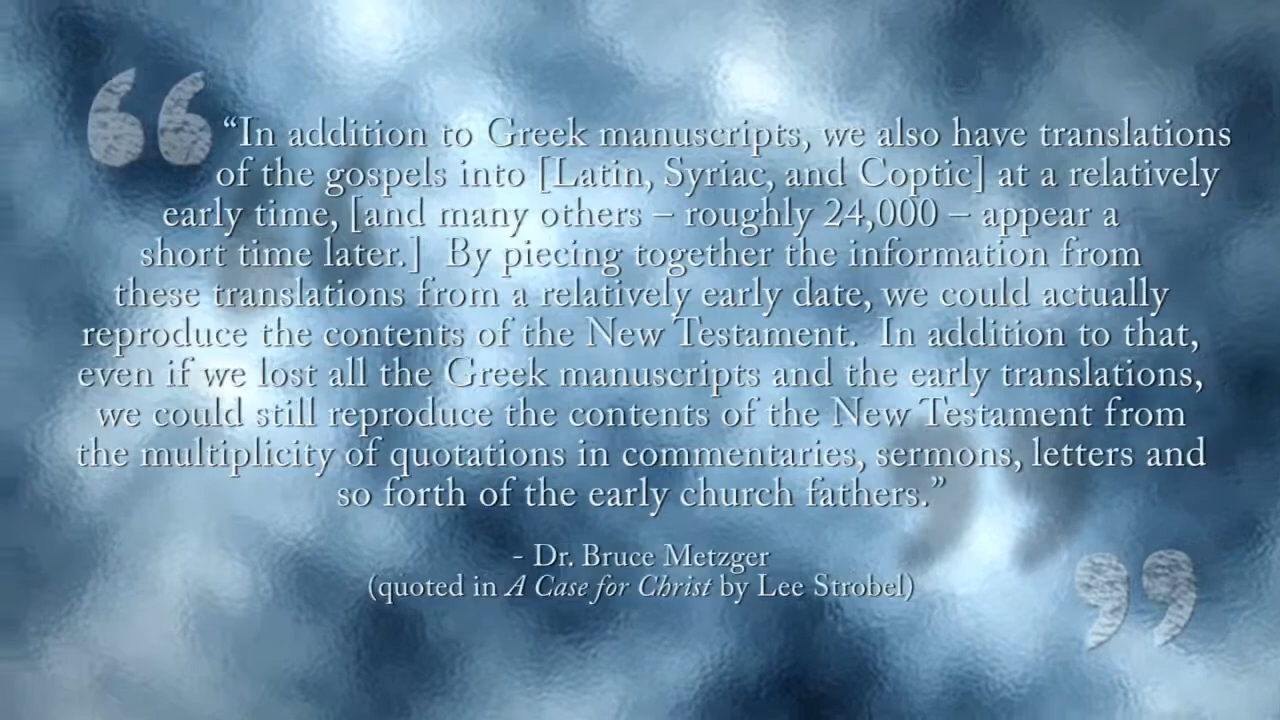 “In addition to Greek manuscripts, we also have translations
of the gospels into [Latin, Syriac, and Coptic] at a relatively
early time, [and many others – roughly 24,000 – appear a
short time later.]  By piecing together the information from
these translations from a relatively early date, we could actually
reproduce the contents of the New Testament.  In addition to that,
even if we lost all the Greek manuscripts and the early translations,
we could still reproduce the contents of the New Testament from
the multiplicity of quotations in commentaries, sermons, letters and
so forth of the early church fathers.”
- Dr. Bruce Metzger
(quoted in A Case for Christ by Lee Strobel)